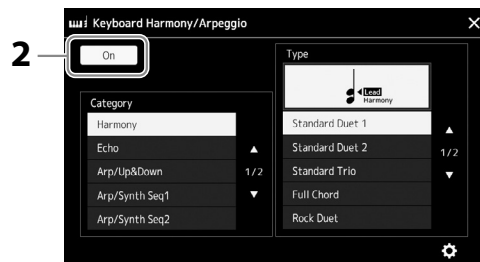 Keyboard Harmony/Arpeggio
2
On
Category
Harmony
Echo
Arp/Up&Down
Arp/Synth Seq1
Arp/Synth Seq2
1/2
Type
Lead
Harmony
Standard Duet 1
Standard Duet 2
Standard Trio
Full Chord
Rock Duet
1/2